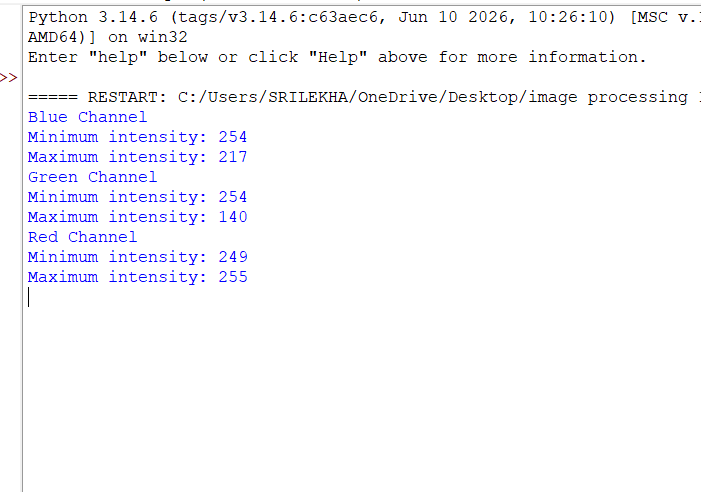 Python 3.14.6 (tags/v3.14.6:c63aec6, Jun 10 2026, 10:26:10) [MSC v.
AMD64)] on win32
Enter "help" below or click "Help" above for more information.
>>
===== RESTART: C:/Users/SRILEKHA/OneDrive/Desktop/image processing
Blue Channel
Minimum intensity: 254
Maximum intensity: 217
Green Channel
Minimum intensity: 254
Maximum intensity: 140
Red Channel
Minimum intensity: 249
Maximum intensity: 255